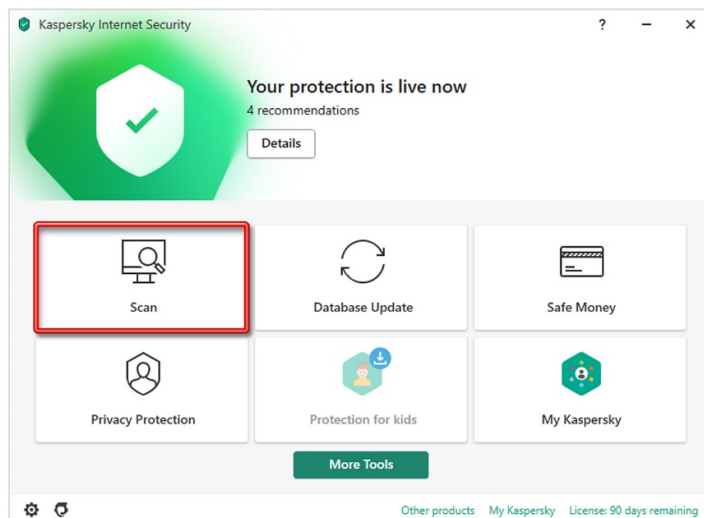 Kaspersky Internet Security
?
Your protection is live now
4 recommendations
Details
Scan
Database Update
Safe Money
Privacy Protection
Protection for kids
My Kaspersky
More Tools
Other products My Kaspersky License: 90 days remaining